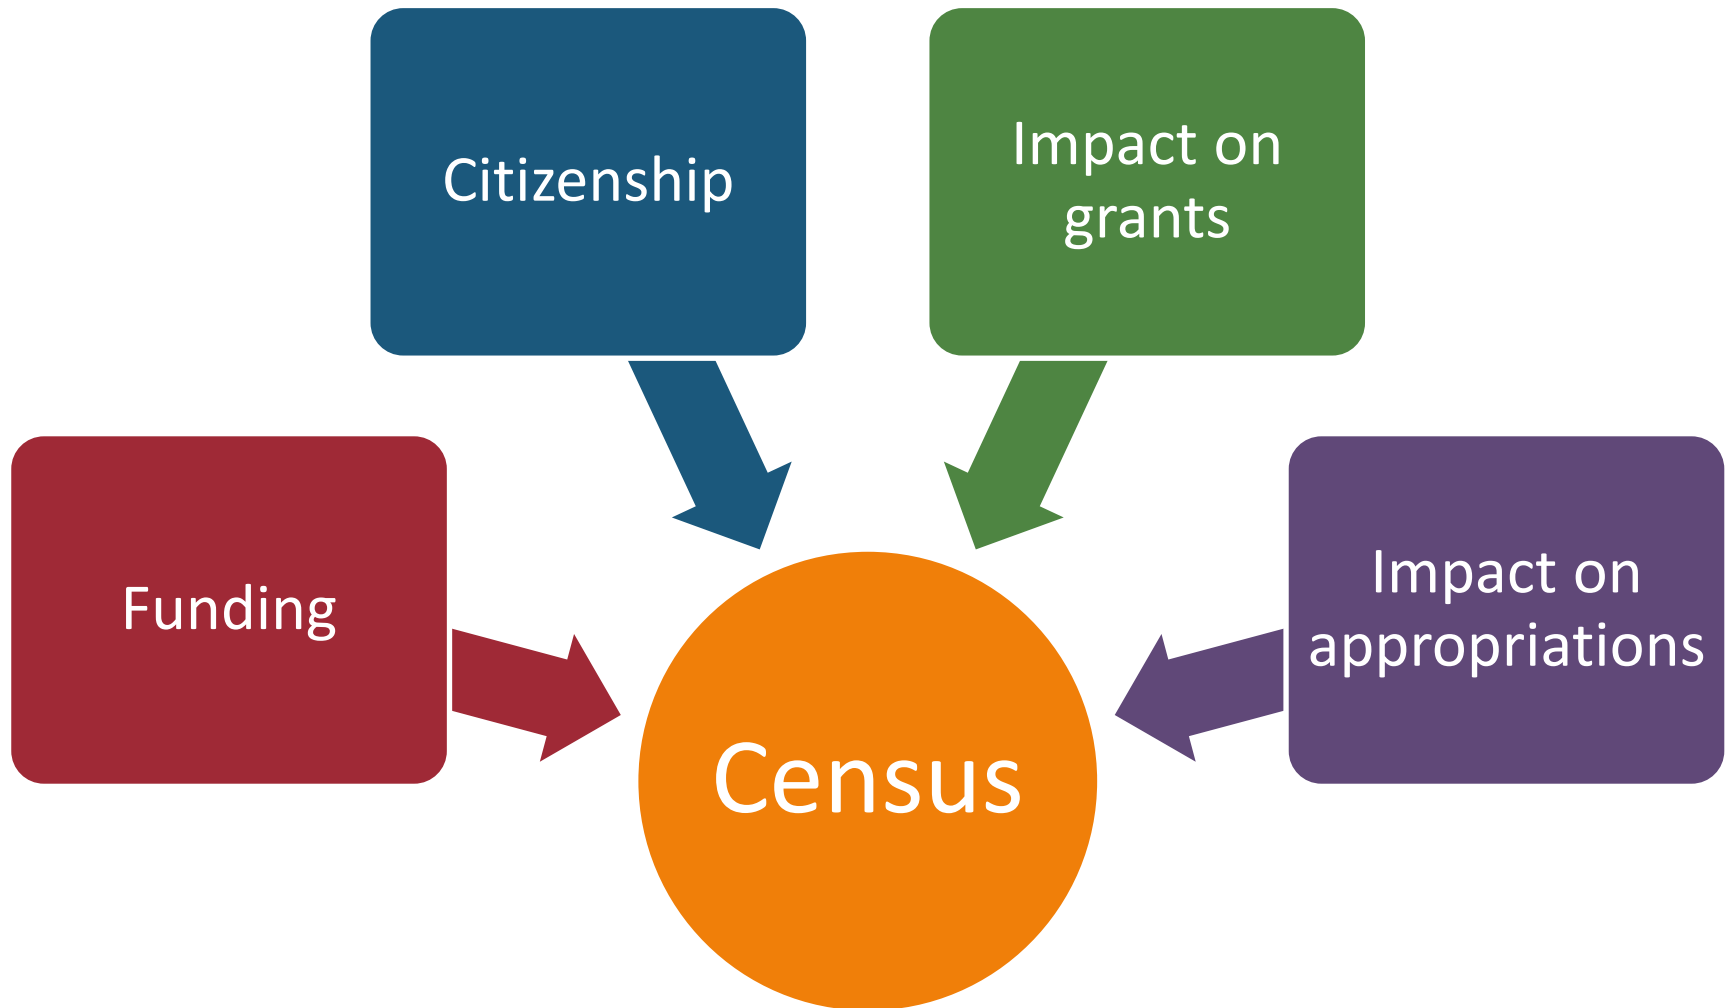 Citizenship
Impact on
grants
Funding
Impact on
appropriations
Census